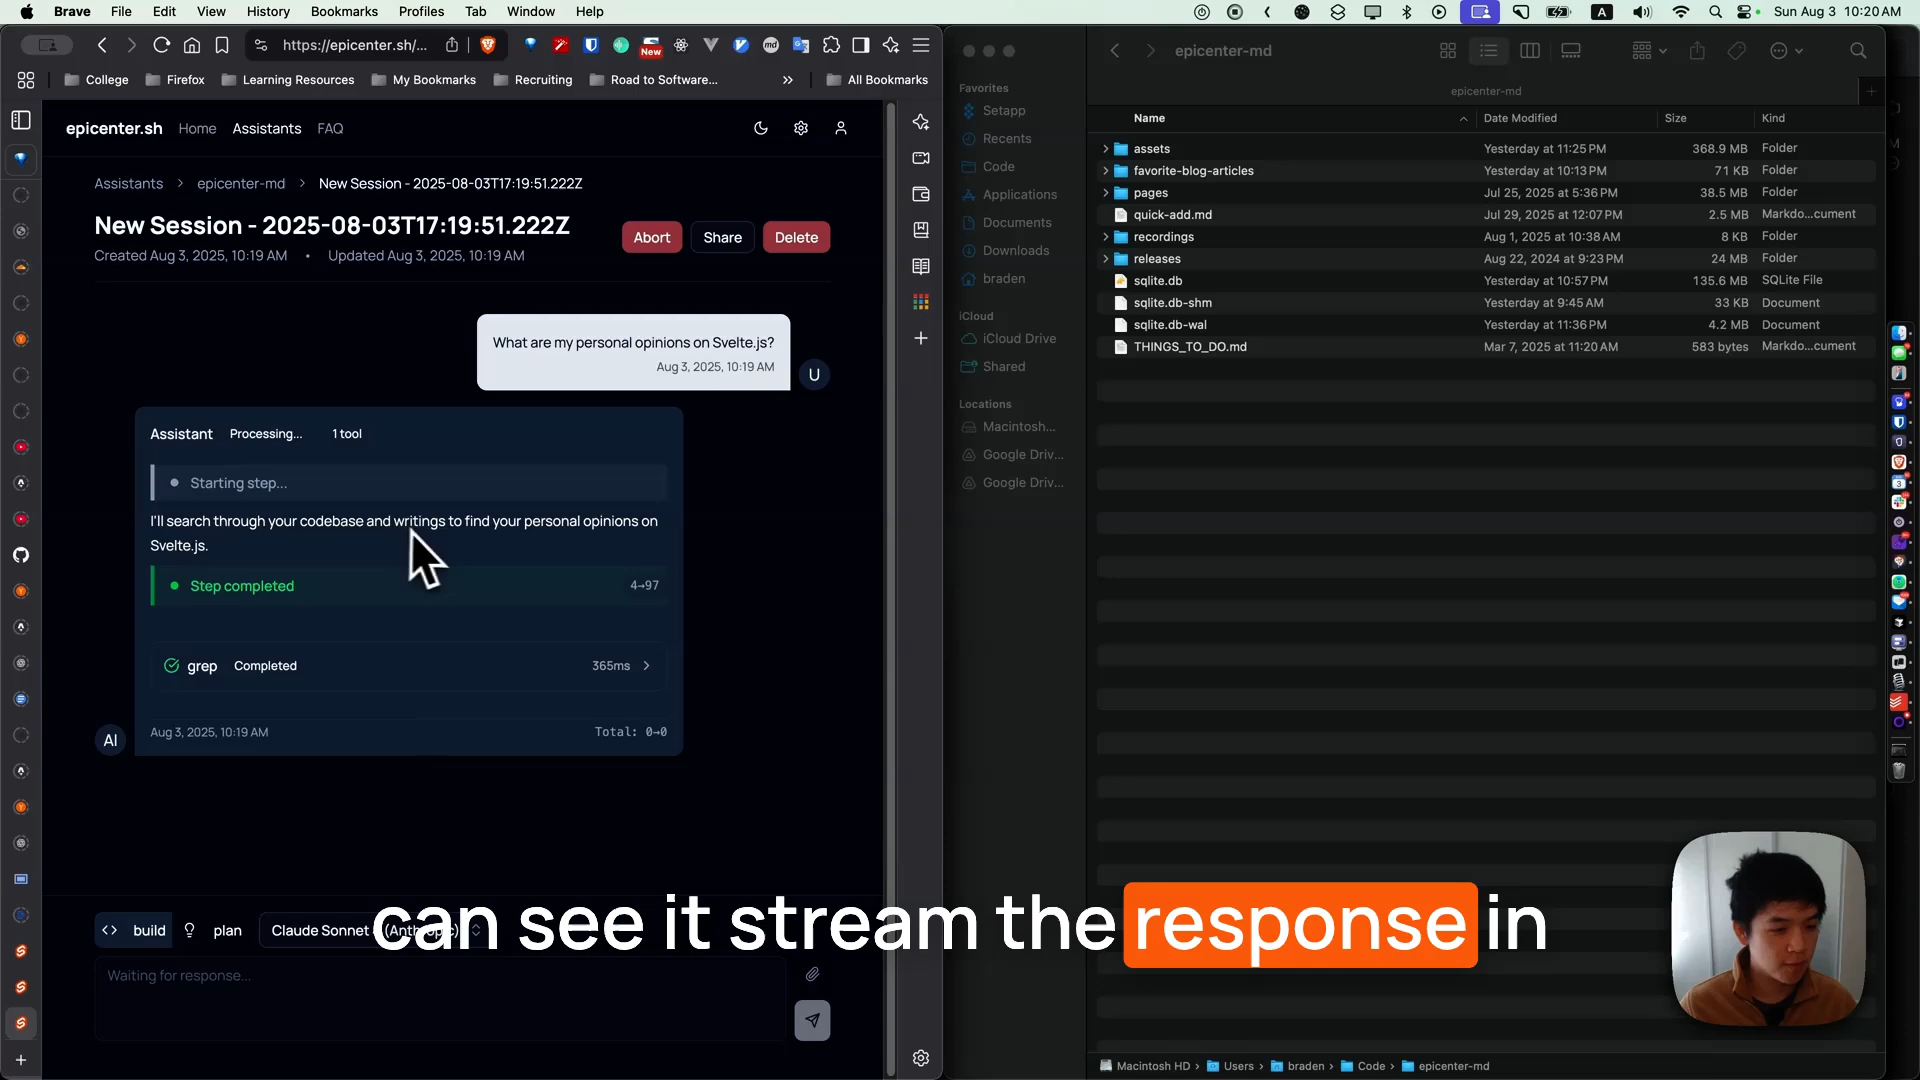 Brave File Edit View History Bookmarks Profiles Tab Window Help
A
Sun Aug 3 10:20 AM
https://epicenter.sh/...
New
md
College
Firefox
Learning Resources
My Bookmarks
Recruiting
Road to Software...
»
All Bookmarks
epicenter.sh Home Assistants FAQ
Assistants > epicenter-md > New Session - 2025-08-03T17:19:51.222Z
New Session - 2025-08-03T17:19:51.222Z
Abort
Share
Delete
Created Aug 3, 2025, 10:19 AM • Updated Aug 3, 2025, 10:19 AM
What are my personal opinions on Svelte.js?
Aug 3, 2025, 10:19 AM
U
Assistant Processing... 1 tool
Starting step...
I'll search through your codebase and writings to find your personal opinions on
Svelte.js.
Step completed 4→97
grep Completed 365ms
Aug 3, 2025, 10:19 AM Total: 0→0
AI
build
plan
Claude Sonnet (Anthropic)
Waiting for response...
can see it stream the response in
epicenter-md
epicenter-md
Favorites
Setapp
Recents
Code
Applications
Documents
Downloads
braden
iCloud
iCloud Drive
Shared
Locations
Macintosh...
Google Driv...
Google Driv...
Name Date Modified Size Kind
assets Yesterday at 11:25 PM 368.9 MB Folder
favorite-blog-articles Yesterday at 10:13 PM 71 KB Folder
pages Jul 25, 2025 at 5:36 PM 38.5 MB Folder
quick-add.md Jul 29, 2025 at 12:07 PM 2.5 MB Markdo...cument
recordings Aug 1, 2025 at 10:38 AM 8 KB Folder
releases Aug 22, 2024 at 9:23 PM 24 MB Folder
sqlite.db Yesterday at 10:57 PM 135.6 MB SQLite File
sqlite.db-shm Yesterday at 9:45 AM 33 KB Document
sqlite.db-wal Yesterday at 11:36 PM 4.2 MB Document
THINGS_TO_DO.md Mar 7, 2025 at 11:20 AM 583 bytes Markdo...cument
Macintosh HD > Users > braden > Code > epicenter-md